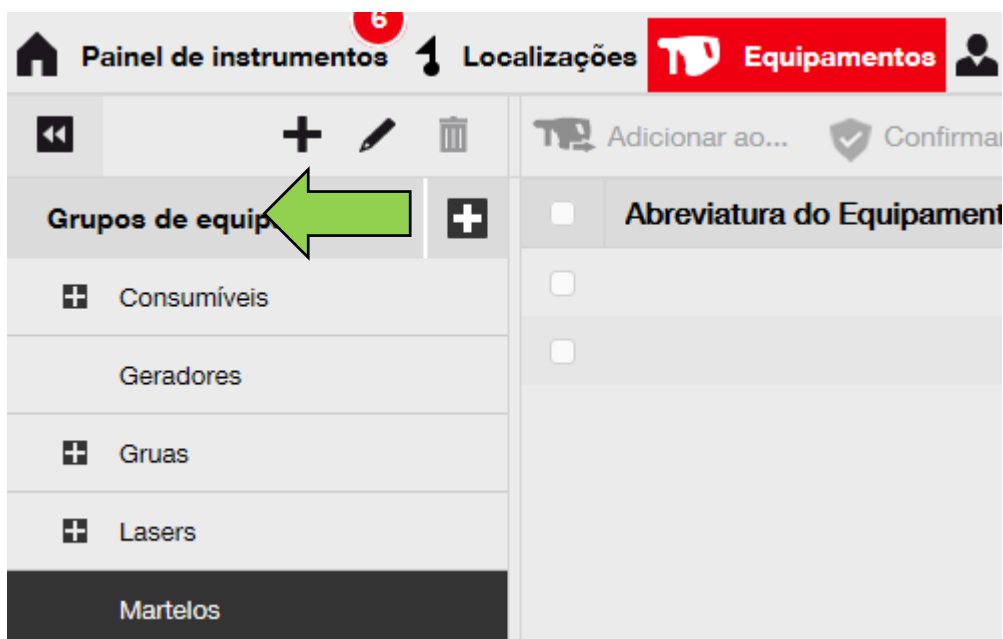 6
Painel de instrumentos Localizações Equipamentos
Adicionar ao... Confirmar
Grupos de equip
Abreviatura do Equipament
Consumíveis
Geradores
Gruas
Lasers
Martelos